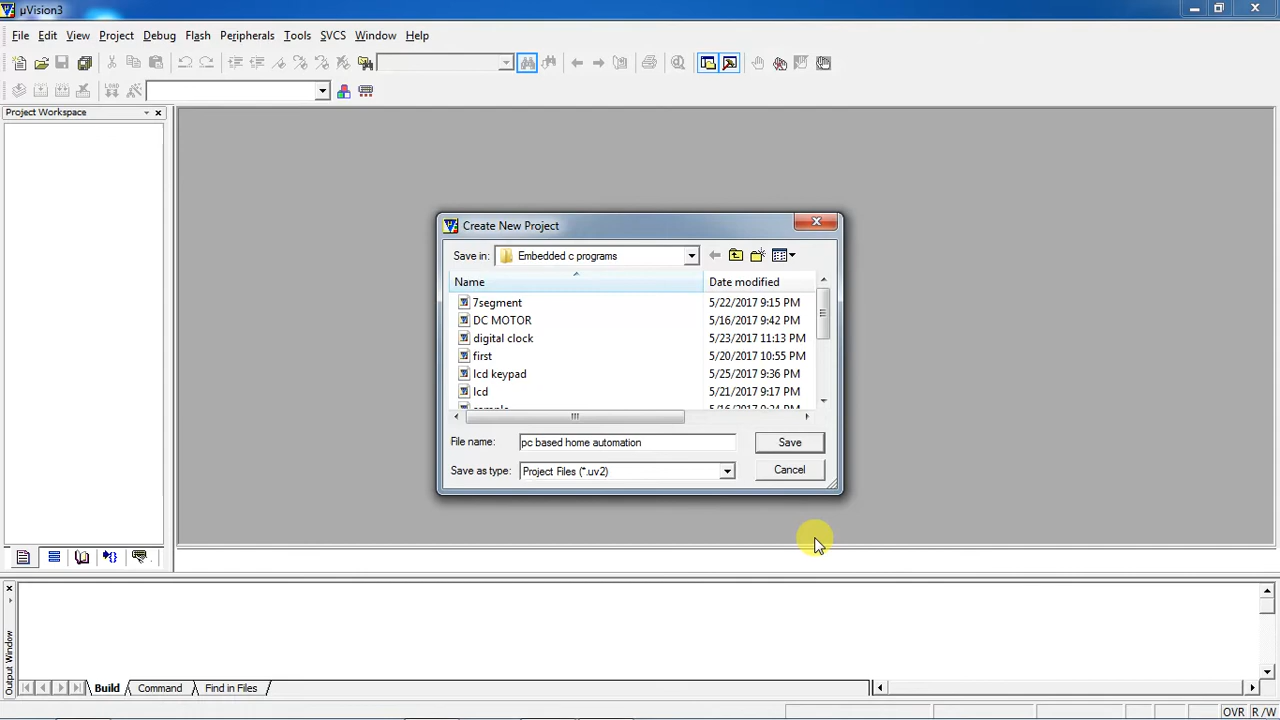 µVision3
File Edit View Project Debug Flash Peripherals Tools SVCS Window Help
LOAD
Project Workspace
Create New Project
Save in: Embedded c programs
Name Date modified
7segment 5/22/2017 9:15 PM
DC MOTOR 5/16/2017 9:42 PM
digital clock 5/23/2017 11:13 PM
first 5/20/2017 10:55 PM
lcd keypad 5/25/2017 9:36 PM
lcd 5/21/2017 9:17 PM
File name: pc based home automation Save
Save as type: Project Files (*.uv2) Cancel
Output Window
Build Command Find in Files
OVR R/W